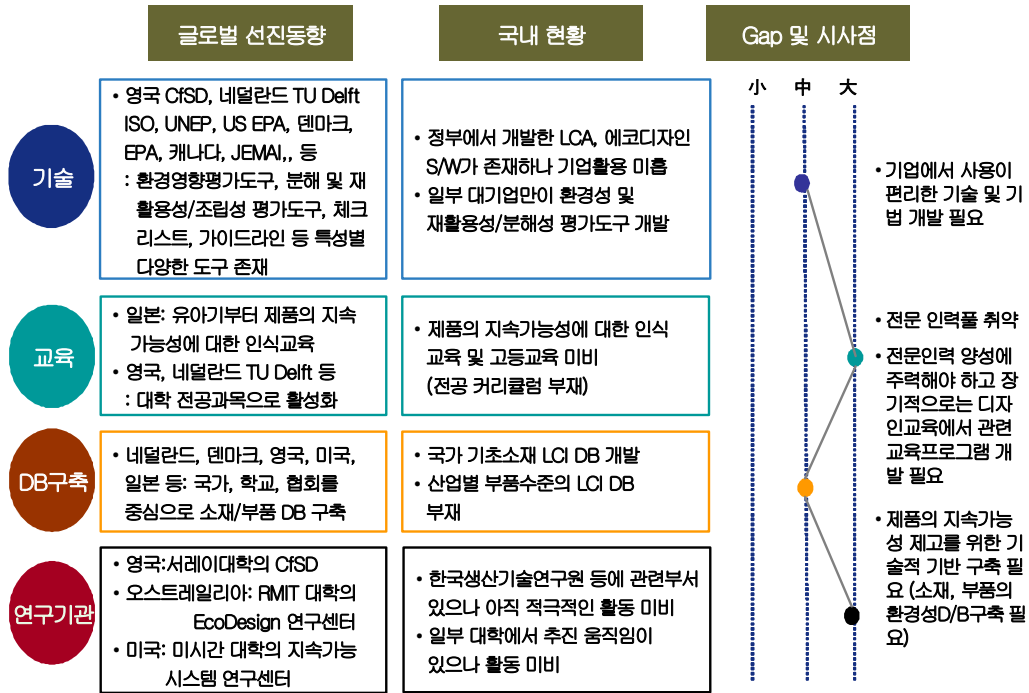 글로벌 선진동향
국내 현황
Gap 및 시사점
小 中 大
기술
• 영국 CfSD, 네덜란드 TU Delft
ISO, UNEP, US EPA, 덴마크,
EPA, 캐나다, JEMAI,, 등
: 환경영향평가도구, 분해 및 재
활용성/조립성 평가도구, 체크
리스트, 가이드라인 등 특성별
다양한 도구 존재
• 정부에서 개발한 LCA, 에코디자인
S/W가 존재하나 기업활용 미흡
• 일부 대기업만이 환경성 및
재활용성/분해성 평가도구 개발
• 기업에서 사용이
편리한 기술 및 기
법 개발 필요
교육
• 일본: 유아기부터 제품의 지속
가능성에 대한 인식교육
• 영국, 네덜란드 TU Delft 등
: 대학 전공과목으로 활성화
• 제품의 지속가능성에 대한 인식
교육 및 고등교육 미비
(전공 커리큘럼 부재)
• 전문 인력풀 취약
• 전문인력 양성에
주력해야 하고 장
기적으로는 디자
인교육에서 관련
교육프로그램 개
발 필요
DB구축
• 네덜란드, 덴마크, 영국, 미국,
일본 등: 국가, 학교, 협회를
중심으로 소재/부품 DB 구축
• 국가 기초소재 LCI DB 개발
• 산업별 부품수준의 LCI DB
부재
• 제품의 지속가능
성 제고를 위한 기
술적 기반 구축 필
요 (소재, 부품의
환경성D/B구축 필
요)
연구기관
• 영국:서레이대학의 CfSD
• 오스트레일리아: RMIT 대학의
EcoDesign 연구센터
• 미국: 미시간 대학의 지속가능
시스템 연구센터
• 한국생산기술연구원 등에 관련부서
있으나 아직 적극적인 활동 미비
• 일부 대학에서 추진 움직임이
있으나 활동 미비